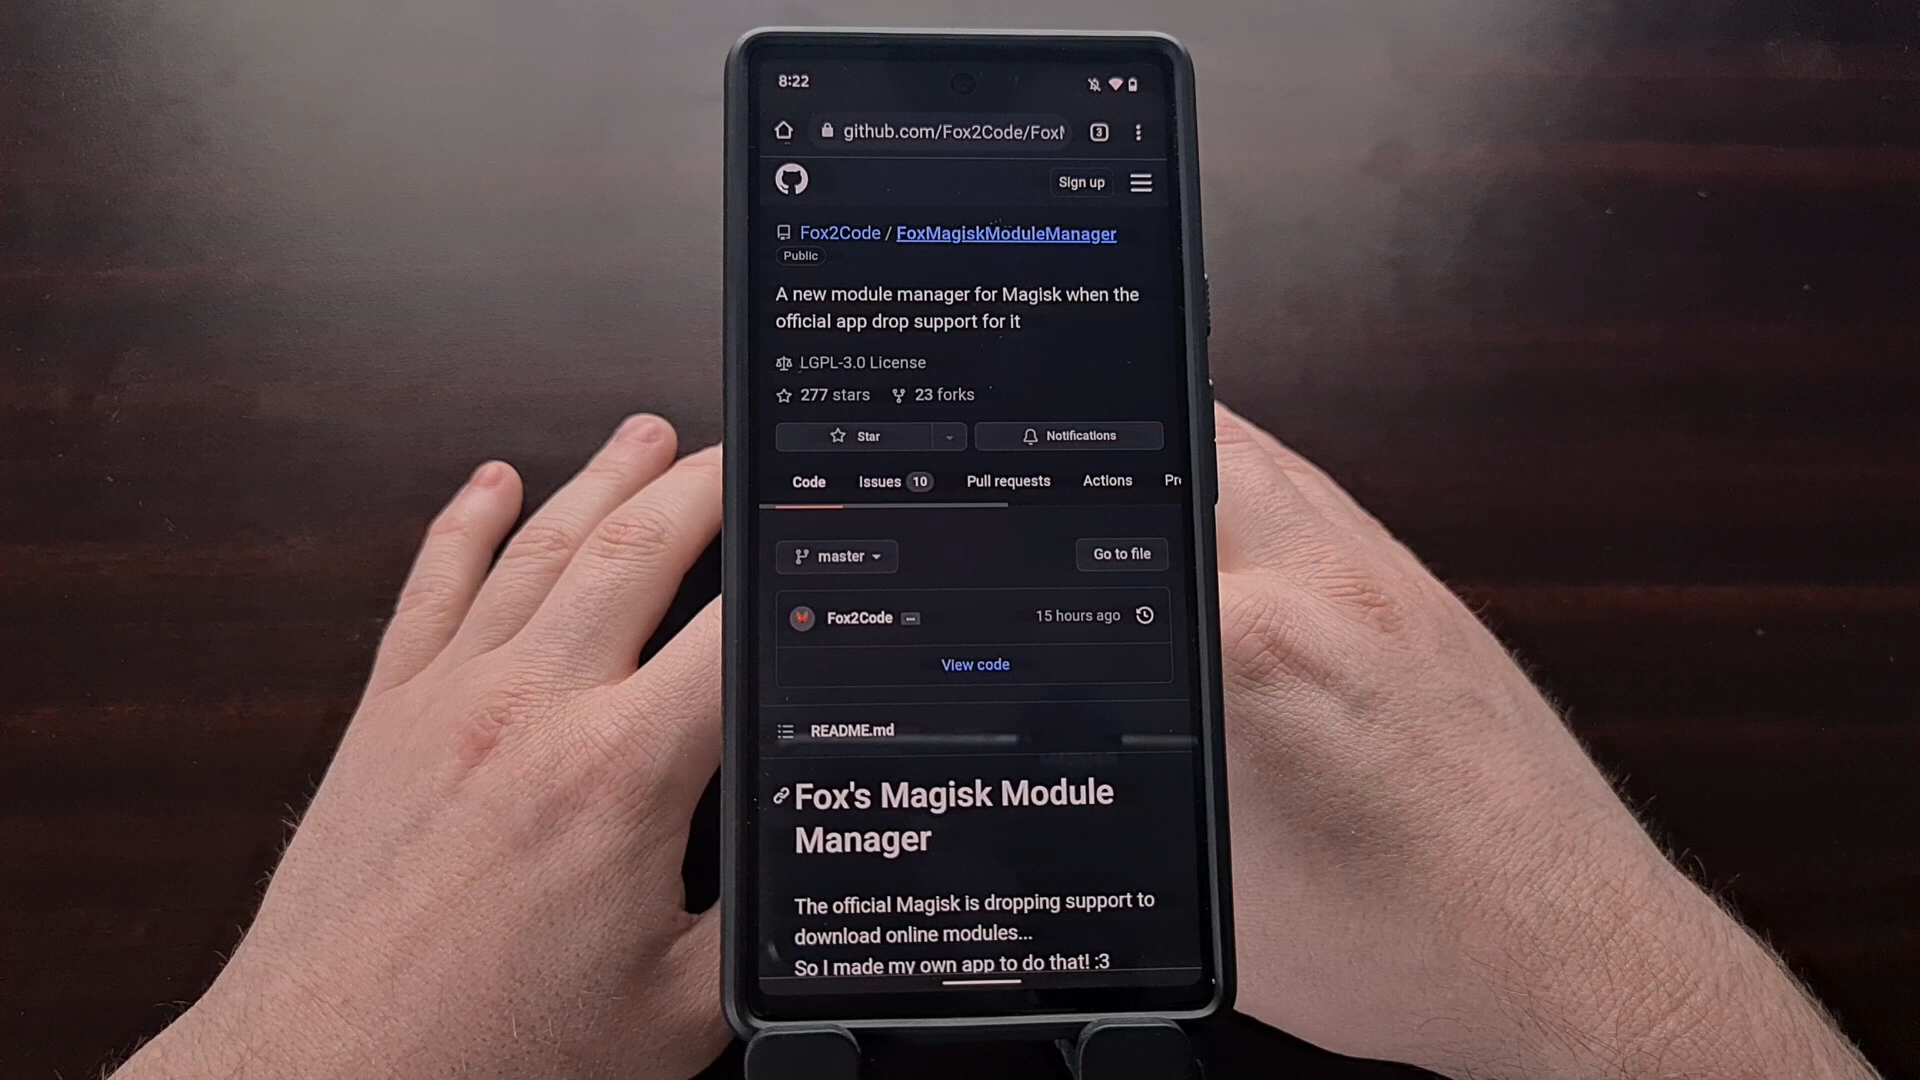 8:22
github.com/Fox2Code/Fox
3
Sign up
Fox2Code / FoxMagiskModuleManager
Public
A new module manager for Magisk when the
official app drop support for it
LGPL-3.0 License
277 stars 23 forks
Star Notifications
Code Issues 10 Pull requests Actions Pr
master Go to file
Fox2Code ... 15 hours ago
View code
README.md
Fox's Magisk Module
Manager
The official Magisk is dropping support to
download online modules...
So I made my own app to do that! :3